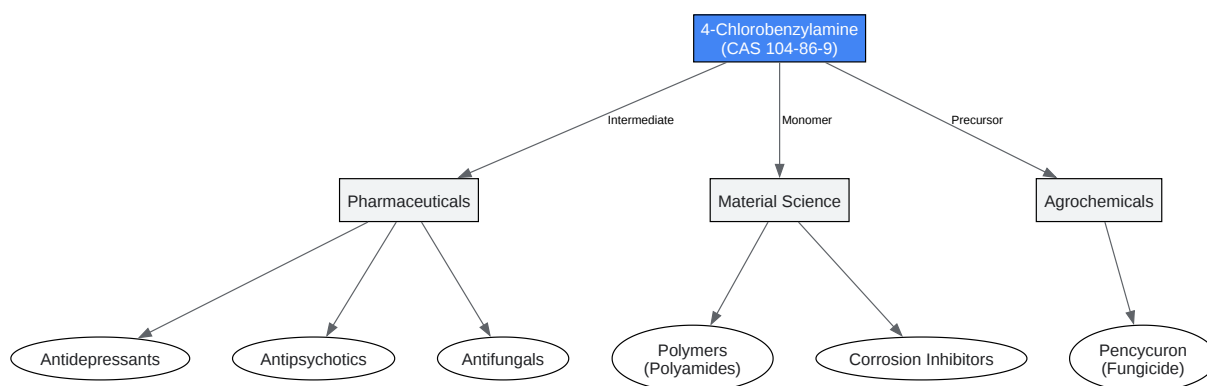 4-Chlorobenzylamine
(CAS 104-86-9)
Intermediate
Monomer
Precursor
Pharmaceuticals
Material Science
Agrochemicals
Antidepressants
Antipsychotics
Antifungals
Polymers
(Polyamides)
Corrosion Inhibitors
Pencycuron
(Fungicide)